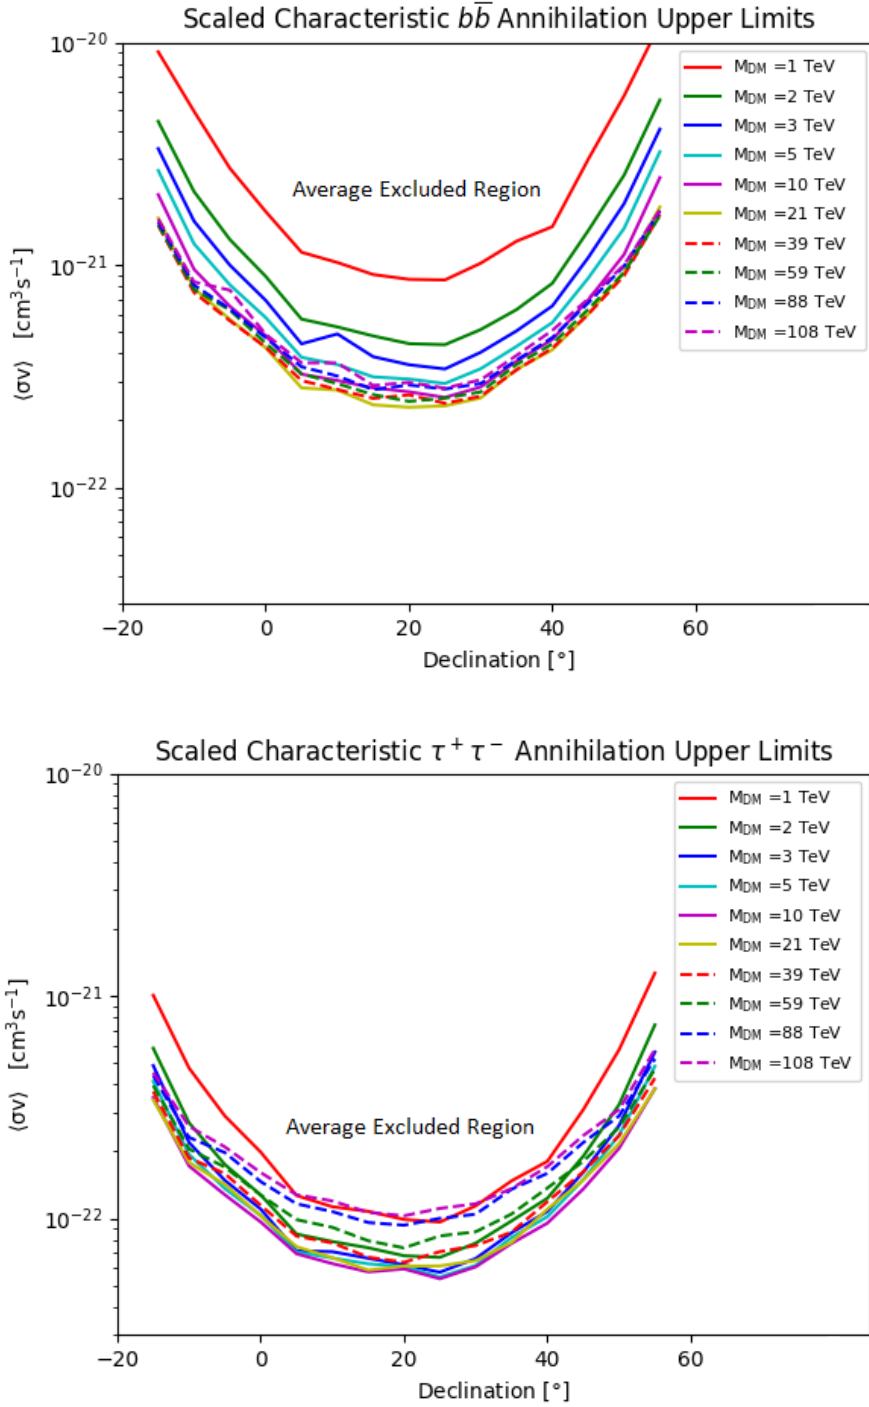 Scaled Characteristic bb̅ Annihilation Upper Limits
10⁻²⁰
10⁻²¹
10⁻²²
⟨σv⟩ [cm³s⁻¹]
Average Excluded Region
M_DM =1 TeV
M_DM =2 TeV
M_DM =3 TeV
M_DM =5 TeV
M_DM =10 TeV
M_DM =21 TeV
M_DM =39 TeV
M_DM =59 TeV
M_DM =88 TeV
M_DM =108 TeV
−20 0 20 40 60
Declination [°]
Scaled Characteristic τ⁺τ⁻ Annihilation Upper Limits
10⁻²⁰
10⁻²¹
10⁻²²
⟨σv⟩ [cm³s⁻¹]
Average Excluded Region
M_DM =1 TeV
M_DM =2 TeV
M_DM =3 TeV
M_DM =5 TeV
M_DM =10 TeV
M_DM =21 TeV
M_DM =39 TeV
M_DM =59 TeV
M_DM =88 TeV
M_DM =108 TeV
−20 0 20 40 60
Declination [°]